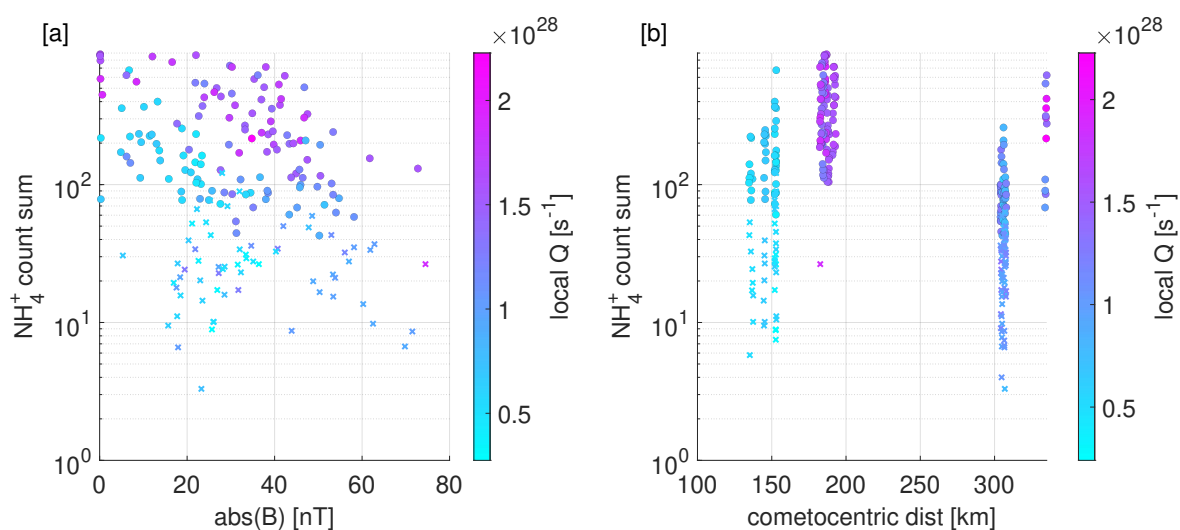 [a]
×10^28
10^2
10^1
10^0
NH4+ count sum
0 20 40 60 80
abs(B) [nT]
2
1.5
1
0.5
local Q [s^-1]
[b]
×10^28
10^2
10^1
10^0
NH4+ count sum
100 150 200 250 300
cometocentric dist [km]
2
1.5
1
0.5
local Q [s^-1]